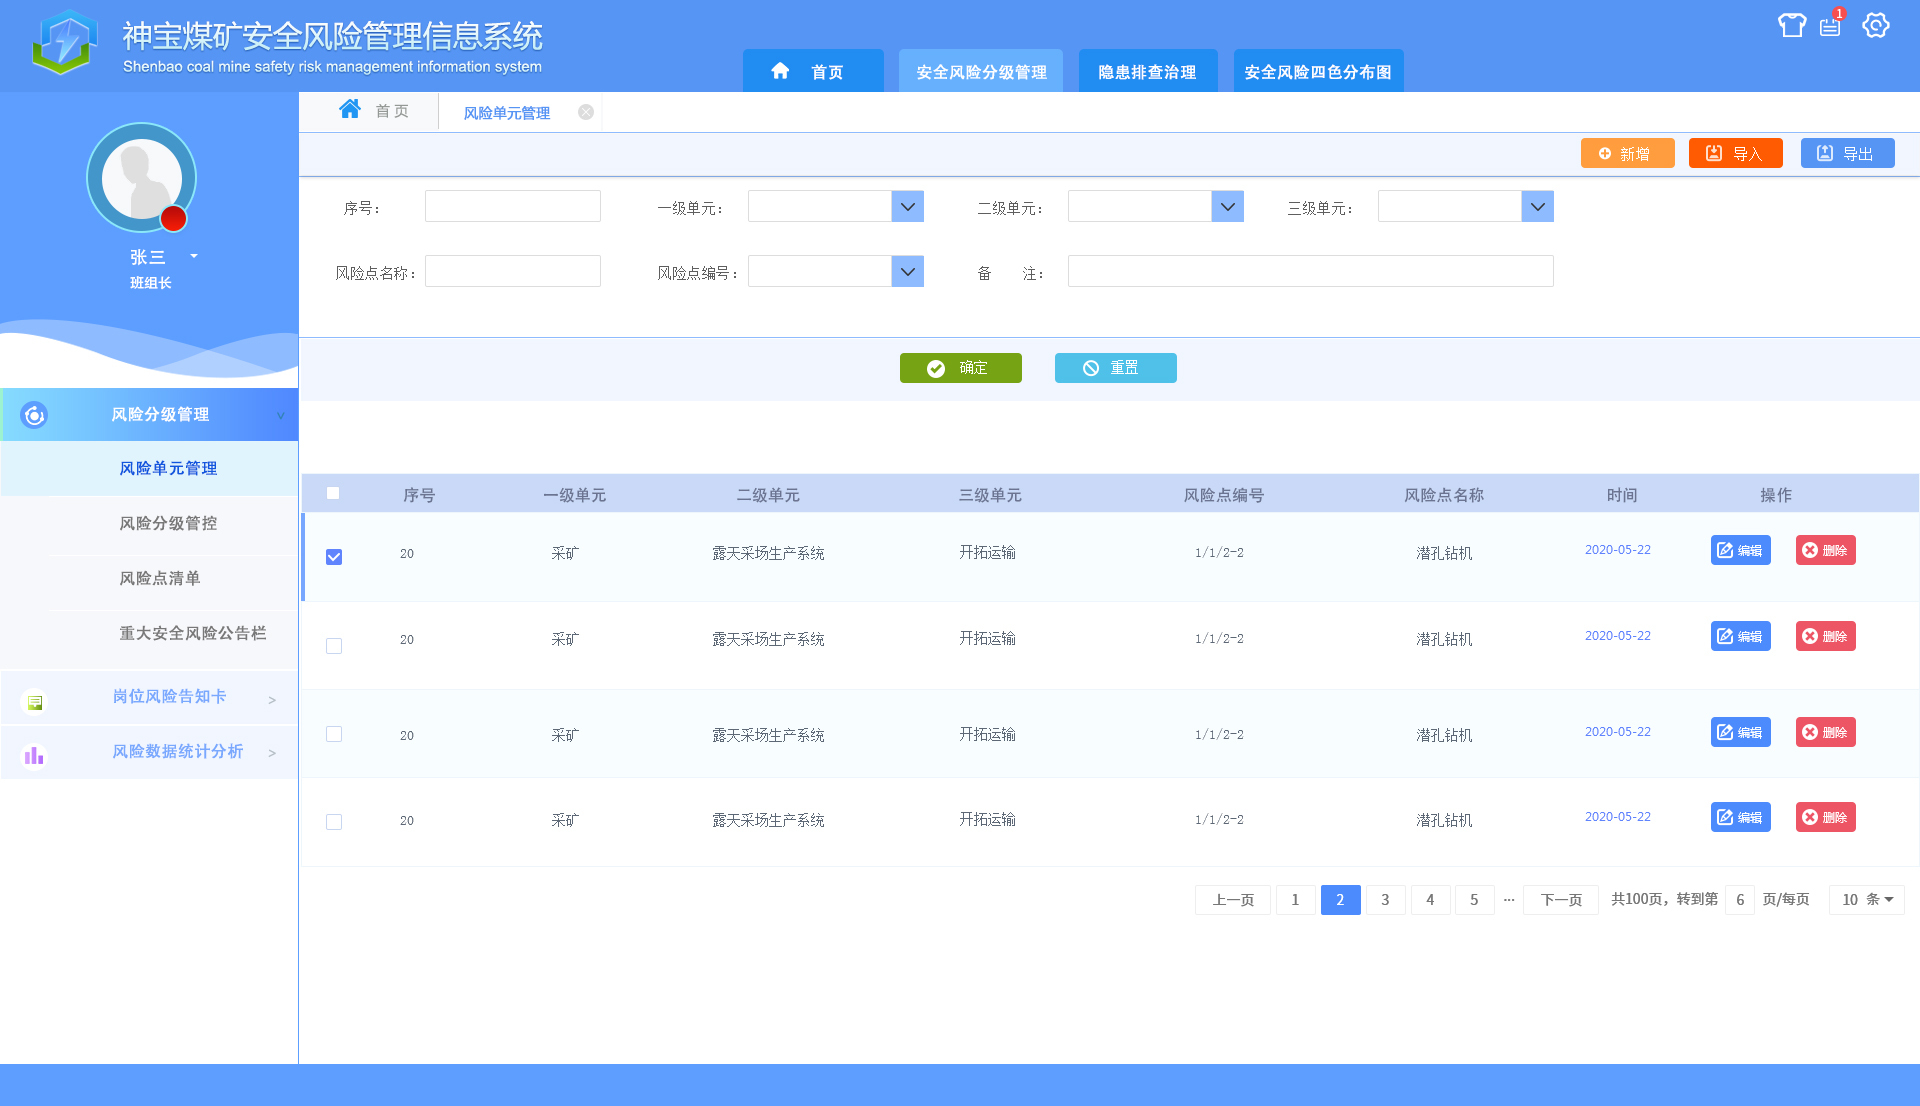 神宝煤矿安全风险管理信息系统
Shenbao coal mine safety risk management information system
1
首页
安全风险分级管理
隐患排查治理
安全风险四色分布图
张三
班组长
首 页
风险单元管理
新增
导入
导出
序号：
一级单元：
二级单元：
三级单元：
风险点名称：
风险点编号：
备 注：
确定
重置
风险分级管理
风险单元管理
风险分级管控
风险点清单
重大安全风险公告栏
岗位风险告知卡 >
风险数据统计分析 >
序号 一级单元 二级单元 三级单元 风险点编号 风险点名称 时间 操作
20 采矿 露天采场生产系统 开拓运输 1/1/2-2 潜孔钻机 2020-05-22 编辑 删除
20 采矿 露天采场生产系统 开拓运输 1/1/2-2 潜孔钻机 2020-05-22 编辑 删除
20 采矿 露天采场生产系统 开拓运输 1/1/2-2 潜孔钻机 2020-05-22 编辑 删除
20 采矿 露天采场生产系统 开拓运输 1/1/2-2 潜孔钻机 2020-05-22 编辑 删除
上一页 1 2 3 4 5 ··· 下一页 共100页，转到第 6 页/每页 10 条